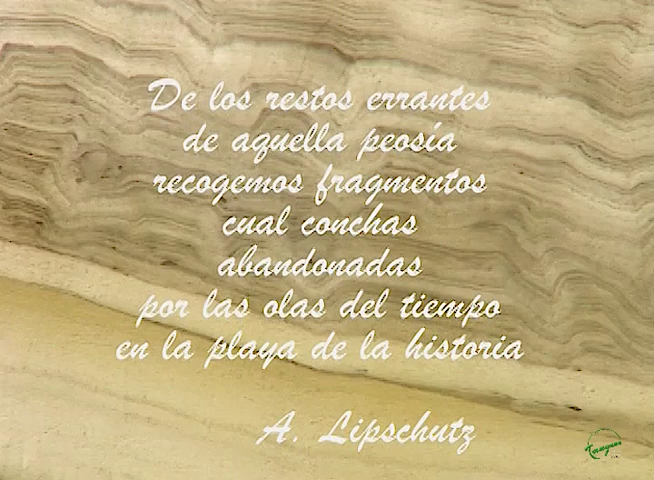 De los restos errantes
de aquella peosía
recogemos fragmentos
cual conchas
abandonadas
por las olas del tiempo
en la playa de la historia
A. Lipschutz